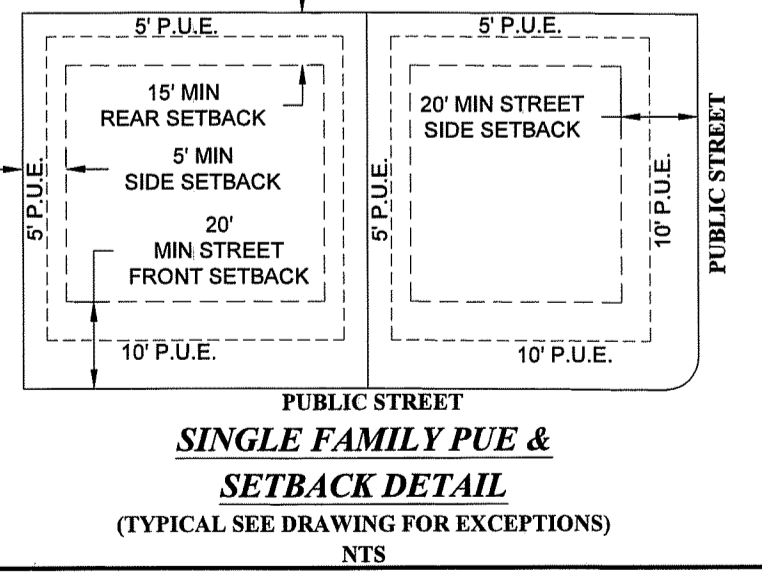 5' P.U.E.
5' P.U.E.
15' MIN
REAR SETBACK
20' MIN STREET
SIDE SETBACK
5' MIN
SIDE SETBACK
5' P.U.E.
5' P.U.E.
10' P.U.E.
PUBLIC STREET
20'
MIN STREET
FRONT SETBACK
10' P.U.E.
10' P.U.E.
PUBLIC STREET
SINGLE FAMILY PUE &
SETBACK DETAIL
(TYPICAL SEE DRAWING FOR EXCEPTIONS)
NTS